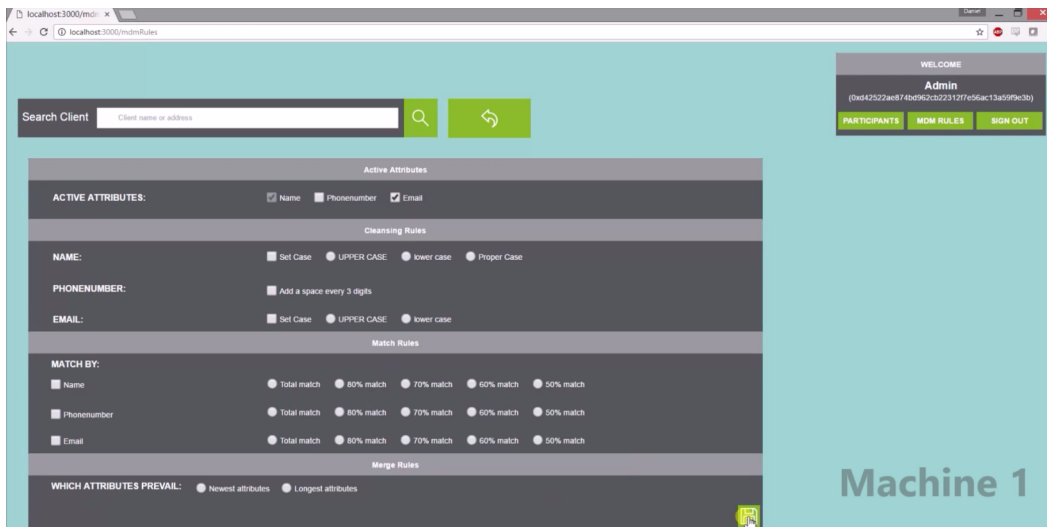 localhost:3000/mdm
Daniel
localhost:3000/mdmRules
ABP
WELCOME
Admin
(0xd42522ae874bd962cb22312f7e56ac13a59f9e3b)
PARTICIPANTS MDM RULES SIGN OUT
Search Client Client name or address
Active Attributes
ACTIVE ATTRIBUTES: Name Phonenumber Email
Cleansing Rules
NAME: Set Case UPPER CASE lower case Proper Case
PHONENUMBER: Add a space every 3 digits
EMAIL: Set Case UPPER CASE lower case
Match Rules
MATCH BY:
Name Total match 80% match 70% match 60% match 50% match
Phonenumber Total match 80% match 70% match 60% match 50% match
Email Total match 80% match 70% match 60% match 50% match
Merge Rules
WHICH ATTRIBUTES PREVAIL: Newest attributes Longest attributes
Machine 1